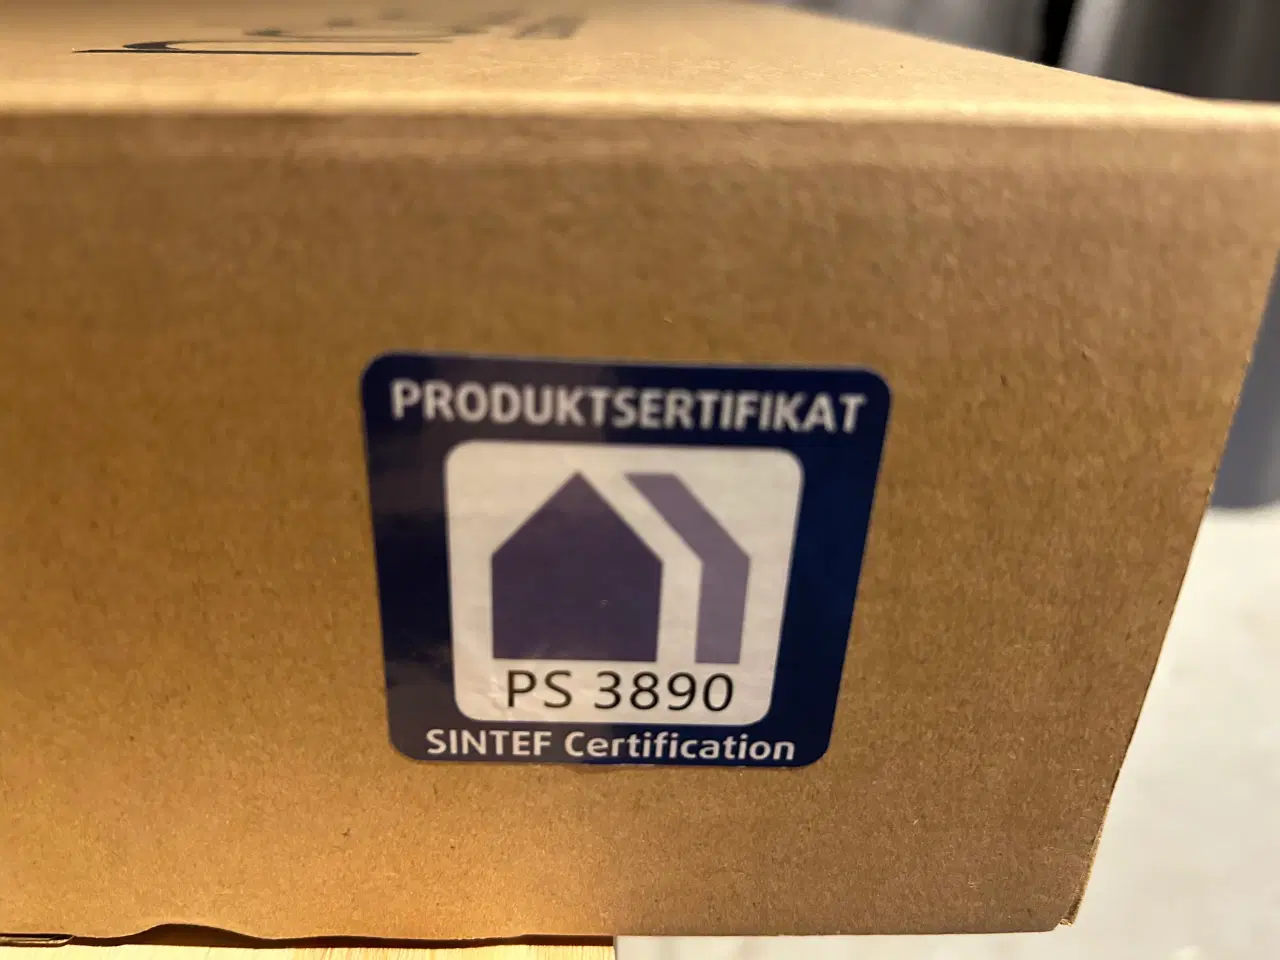 PRODUKTSERTIFIKAT
PS 3890
SINTEF Certification